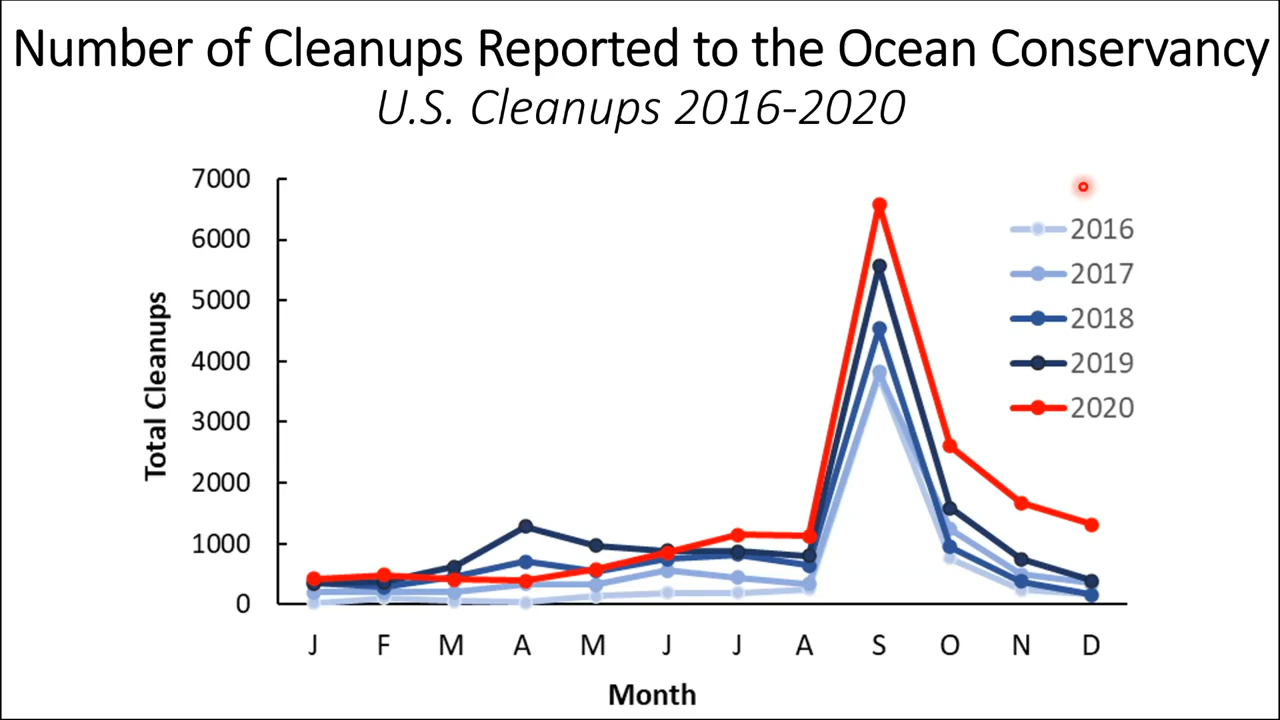 Number of Cleanups Reported to the Ocean Conservancy
U.S. Cleanups 2016-2020
7000
6000
5000
4000
3000
2000
1000
0
Total Cleanups
2016
2017
2018
2019
2020
J F M A M J J A S O N D
Month